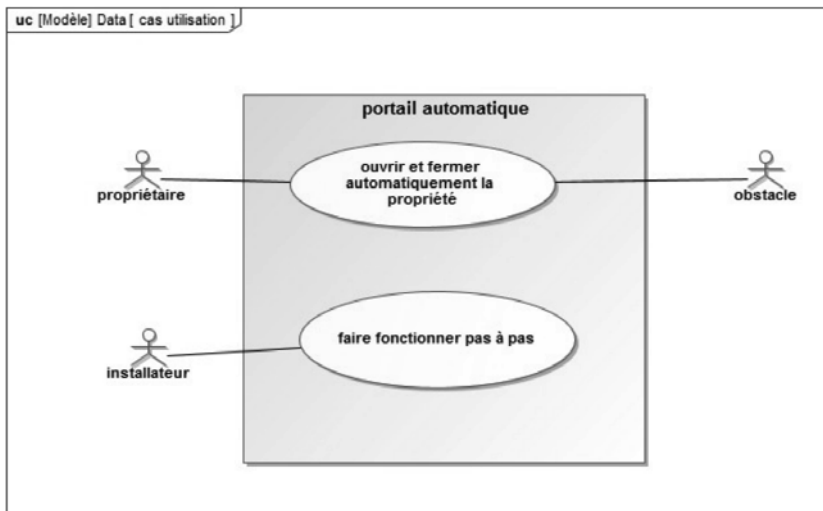 uc [Modèle] Data [ cas utilisation ]
portail automatique
ouvrir et fermer
automatiquement la
propriété
propriétaire
obstacle
faire fonctionner pas à pas
installateur